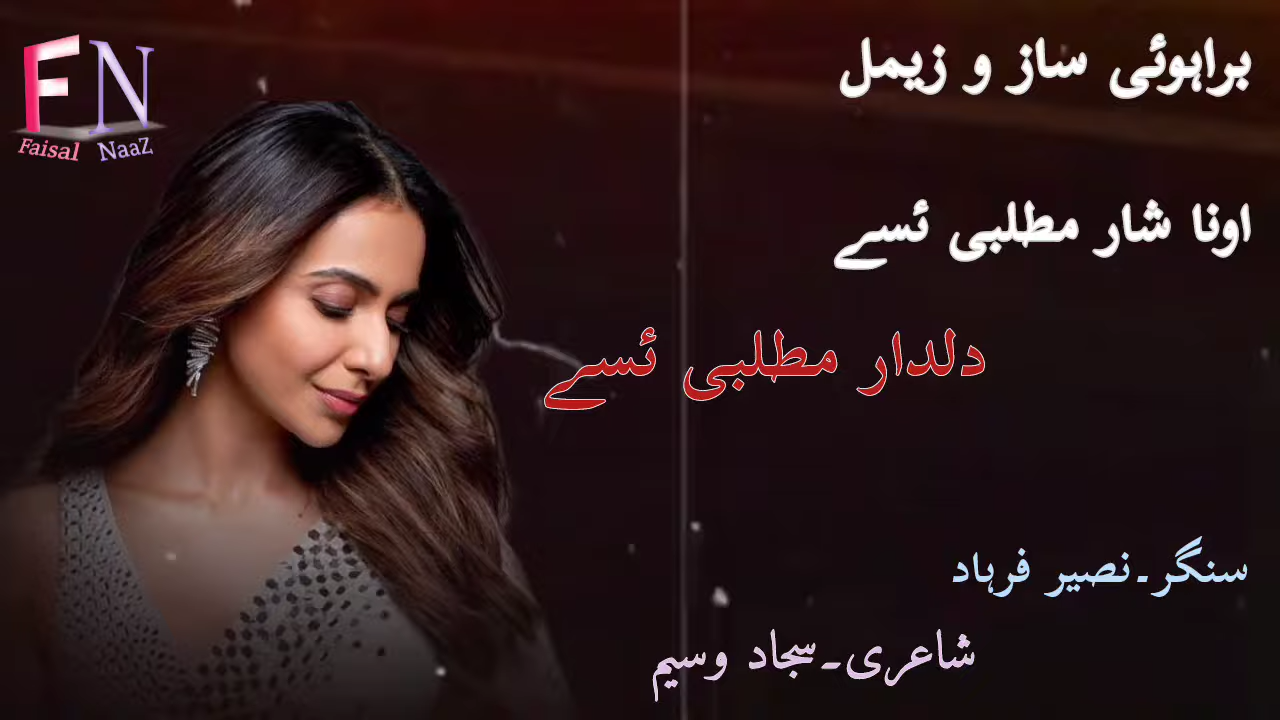 FN
Faisal NaaZ
براہوئی ساز و زیمل
اونا شار مطلبی ئسے
دلدار مطلبی ئسے
سنگر۔نصیر فرہاد
شاعری۔سجاد وسیم